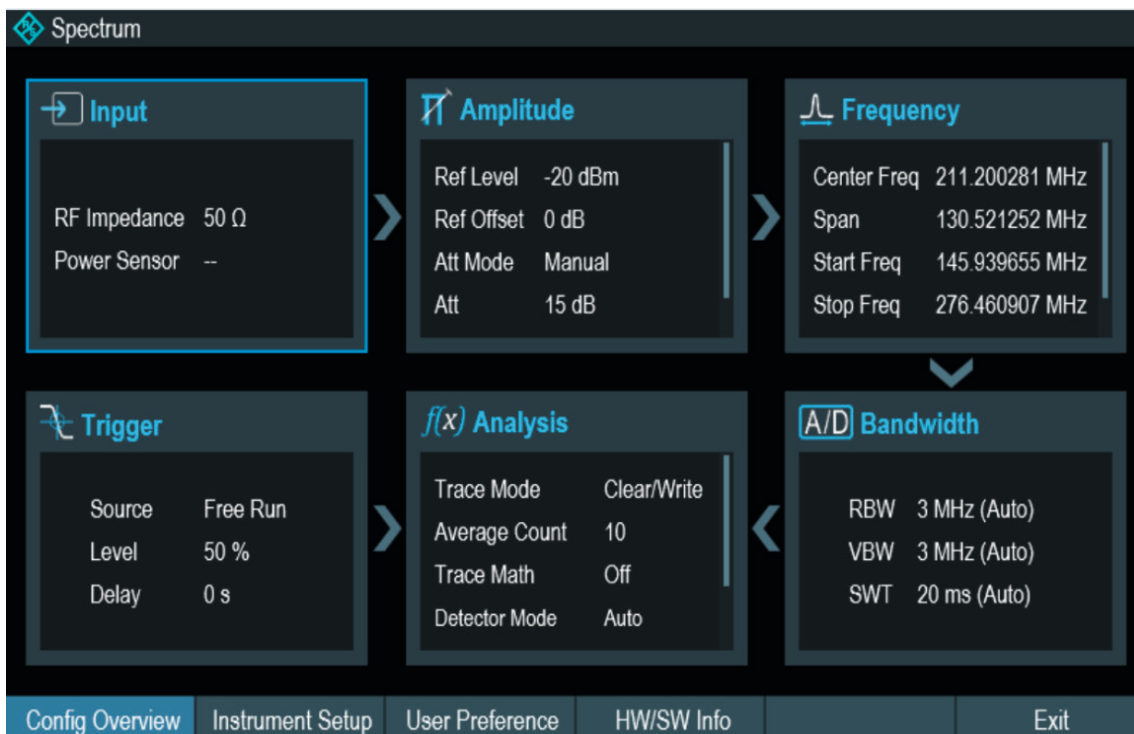 Spectrum
Input
RF Impedance 50 Ω
Power Sensor --
Amplitude
Ref Level -20 dBm
Ref Offset 0 dB
Att Mode Manual
Att 15 dB
Frequency
Center Freq 211.200281 MHz
Span 130.521252 MHz
Start Freq 145.939655 MHz
Stop Freq 276.460907 MHz
Trigger
Source Free Run
Level 50 %
Delay 0 s
f(x) Analysis
Trace Mode Clear/Write
Average Count 10
Trace Math Off
Detector Mode Auto
A/D Bandwidth
RBW 3 MHz (Auto)
VBW 3 MHz (Auto)
SWT 20 ms (Auto)
Config Overview Instrument Setup User Preference HW/SW Info Exit